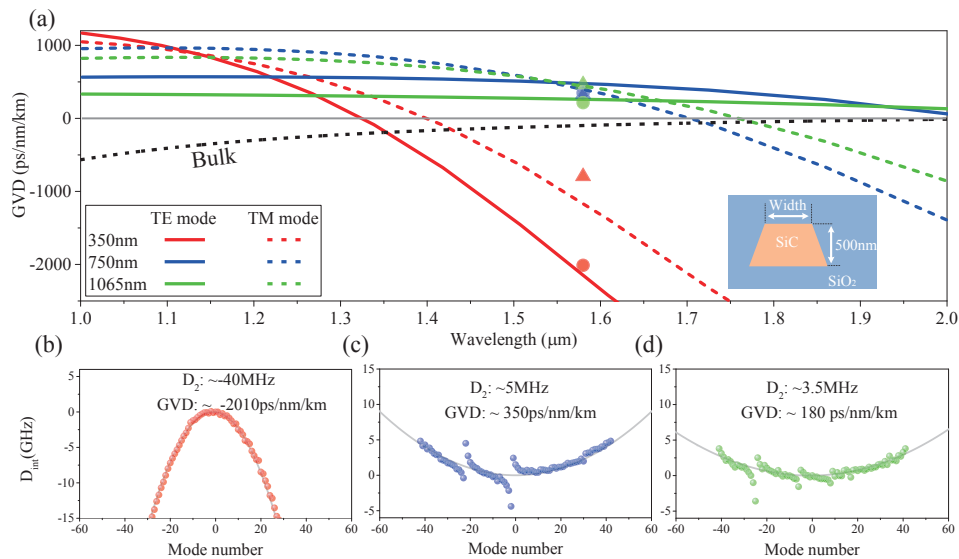 (a)
GVD (ps/nm/km)
1000
0
-1000
-2000
Bulk
TE mode TM mode
350nm
750nm
1065nm
Width
SiC
500nm
SiO₂
1.0 1.1 1.2 1.3 1.4 1.5 1.6 1.7 1.8 1.9 2.0
Wavelength (μm)
(b)
D₂: ~-40MHz
GVD: ~ -2010ps/nm/km
D_int(GHz)
5
0
-5
-10
15
-60 -40 -20 0 20 40 60
Mode number
(c)
D₂: ~5MHz
GVD: ~ 350ps/nm/km
15
10
5
0
-5
-60 -40 -20 0 20 40 60
Mode number
(d)
D₂: ~3.5MHz
GVD: ~ 180 ps/nm/km
15
10
5
0
-5
-60 -40 -20 0 20 40 60
Mode number